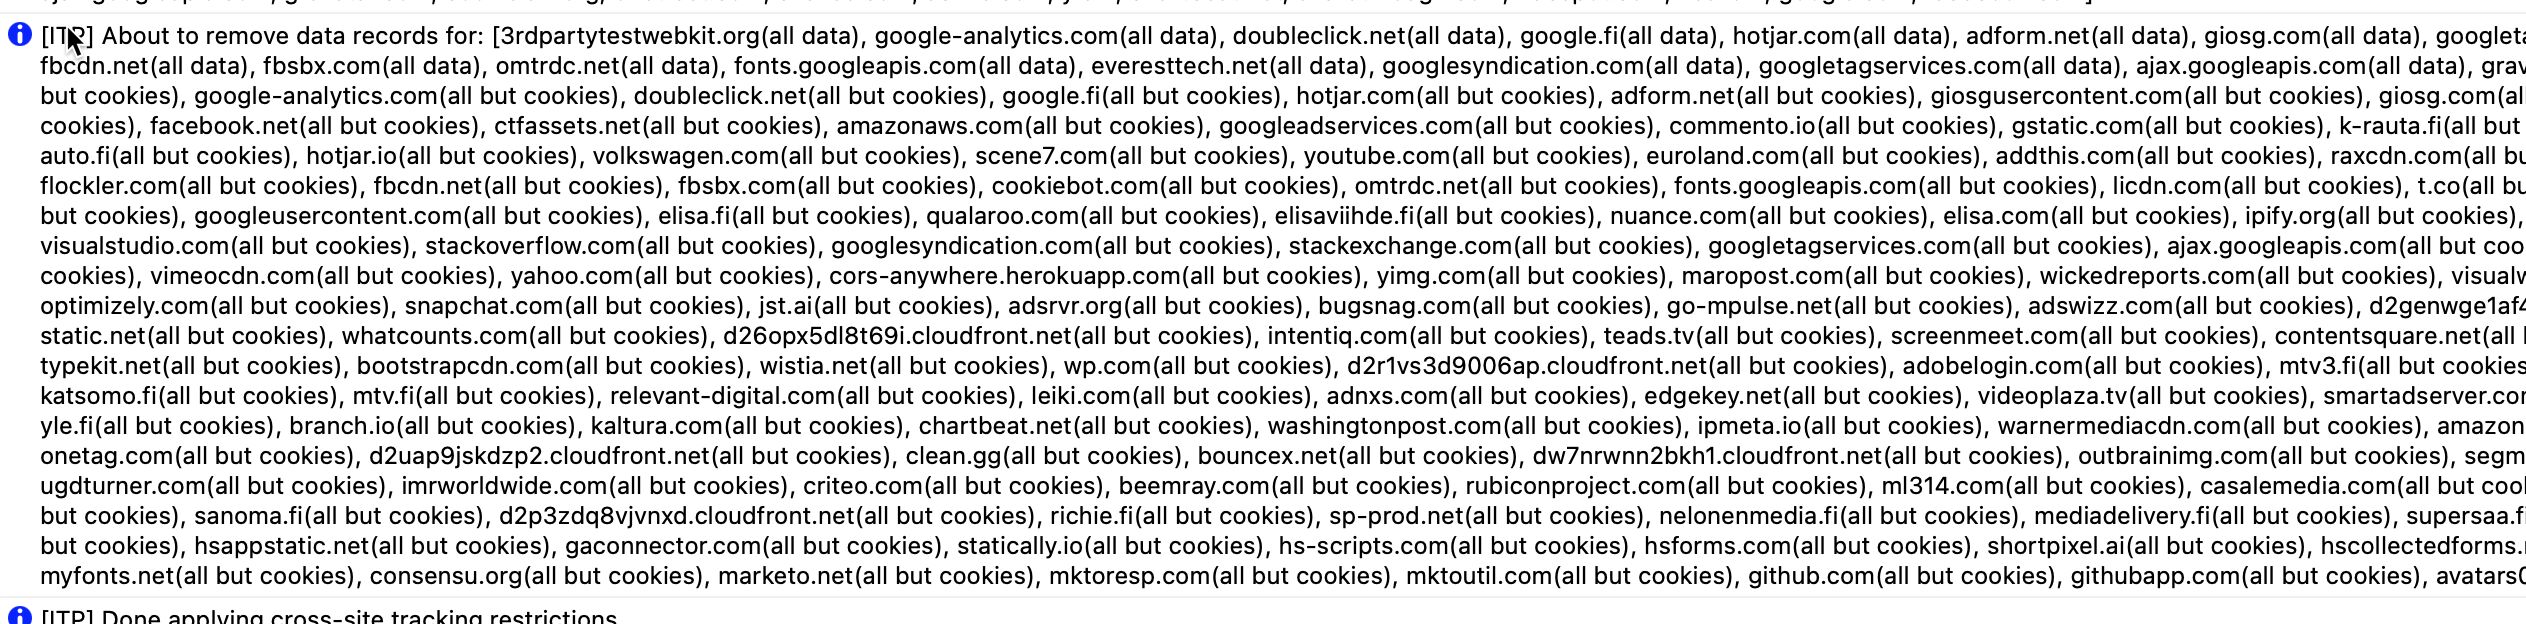 [ITP] About to remove data records for: [3rdpartytestwebkit.org(all data), google-analytics.com(all data), doubleclick.net(all data), google.fi(all data), hotjar.com(all data), adform.net(all data), giosg.com(all data),
fbcdn.net(all data), fbsbx.com(all data), omtrdc.net(all data), fonts.googleapis.com(all data), everesttech.net(all data), googlesyndication.com(all data), googletagservices.com(all data), ajax.googleapis.com(all data),
but cookies), google-analytics.com(all but cookies), doubleclick.net(all but cookies), google.fi(all but cookies), hotjar.com(all but cookies), adform.net(all but cookies), giosgusercontent.com(all but cookies),
cookies), facebook.net(all but cookies), ctfassets.net(all but cookies), amazonaws.com(all but cookies), googleadservices.com(all but cookies), commento.io(all but cookies), gstatic.com(all but cookies), k-rauta.fi(all but
auto.fi(all but cookies), hotjar.io(all but cookies), volkswagen.com(all but cookies), scene7.com(all but cookies), youtube.com(all but cookies), euroland.com(all but cookies), addthis.com(all but cookies), raxcdn.com(all
flockler.com(all but cookies), fbcdn.net(all but cookies), fbsbx.com(all but cookies), cookiebot.com(all but cookies), omtrdc.net(all but cookies), fonts.googleapis.com(all but cookies), licdn.com(all but cookies), t.co(all
but cookies), googleusercontent.com(all but cookies), elisa.fi(all but cookies), qualaroo.com(all but cookies), elisaviihde.fi(all but cookies), nuance.com(all but cookies), elisa.com(all but cookies), ipify.org(all but cookies),
visualstudio.com(all but cookies), stackoverflow.com(all but cookies), googlesyndication.com(all but cookies), stackexchange.com(all but cookies), googletagservices.com(all but cookies), ajax.googleapis.com(all but
cookies), vimeocdn.com(all but cookies), yahoo.com(all but cookies), cors-anywhere.herokuapp.com(all but cookies), yimg.com(all but cookies), maropost.com(all but cookies), wickedreports.com(all but cookies),
optimizely.com(all but cookies), snapchat.com(all but cookies), jst.ai(all but cookies), adsrvr.org(all but cookies), bugsnag.com(all but cookies), go-mpulse.net(all but cookies), adswizz.com(all but cookies),
static.net(all but cookies), whatcounts.com(all but cookies), d26opx5dl8t69i.cloudfront.net(all but cookies), intentiq.com(all but cookies), teads.tv(all but cookies), screenmeet.com(all but cookies), contentsquare.net(all
typekit.net(all but cookies), bootstrapcdn.com(all but cookies), wistia.net(all but cookies), wp.com(all but cookies), d2r1vs3d9006ap.cloudfront.net(all but cookies), adobelogin.com(all but cookies), mtv3.fi(all but cookies
katsomo.fi(all but cookies), mtv.fi(all but cookies), relevant-digital.com(all but cookies), leiki.com(all but cookies), adnxs.com(all but cookies), edgekey.net(all but cookies), videoplaza.tv(all but cookies),
yle.fi(all but cookies), branch.io(all but cookies), kaltura.com(all but cookies), chartbeat.net(all but cookies), washingtonpost.com(all but cookies), ipmeta.io(all but cookies), warnermediacdn.com(all but cookies),
onetag.com(all but cookies), d2uap9jskdzp2.cloudfront.net(all but cookies), clean.gg(all but cookies), bouncex.net(all but cookies), dw7nrwnn2bkh1.cloudfront.net(all but cookies), outbrainimg.com(all but cookies),
ugdturner.com(all but cookies), imrworldwide.com(all but cookies), criteo.com(all but cookies), beemray.com(all but cookies), rubiconproject.com(all but cookies), ml314.com(all but cookies), casalemedia.com(all but
but cookies), sanoma.fi(all but cookies), d2p3zdq8vjvnxd.cloudfront.net(all but cookies), richie.fi(all but cookies), sp-prod.net(all but cookies), nelonenmedia.fi(all but cookies), mediadelivery.fi(all but cookies),
but cookies), hsappstatic.net(all but cookies), gaconnector.com(all but cookies), statically.io(all but cookies), hs-scripts.com(all but cookies), hsforms.com(all but cookies), shortpixel.ai(all but cookies),
myfonts.net(all but cookies), consensu.org(all but cookies), marketo.net(all but cookies), mktoresp.com(all but cookies), mktoutil.com(all but cookies), github.com(all but cookies), githubapp.com(all but cookies),
[ITP] Done applying cross-site tracking restrictions